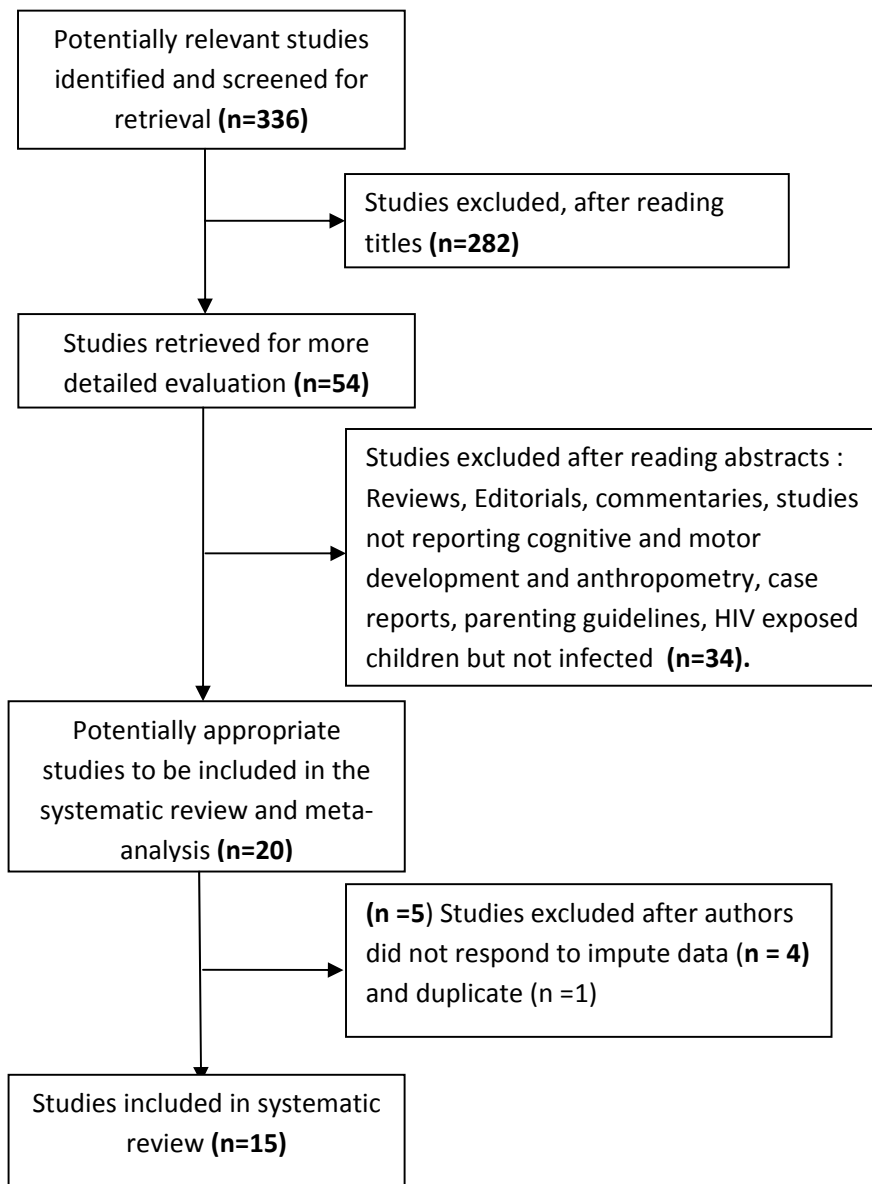 Potentially relevant studies
identified and screened for
retrieval (n=336)
Studies excluded, after reading
titles (n=282)
Studies retrieved for more
detailed evaluation (n=54)
Studies excluded after reading abstracts :
Reviews, Editorials, commentaries, studies
not reporting cognitive and motor
development and anthropometry, case
reports, parenting guidelines, HIV exposed
children but not infected (n=34).
Potentially appropriate
studies to be included in the
systematic review and meta-
analysis (n=20)
(n =5) Studies excluded after authors
did not respond to impute data (n = 4)
and duplicate (n =1)
Studies included in systematic
review (n=15)